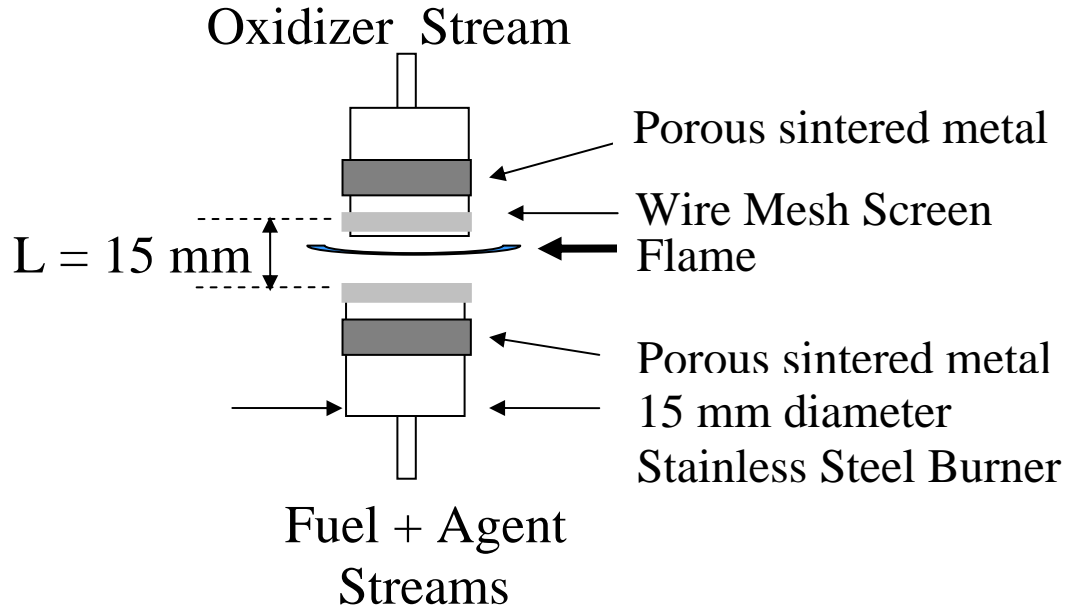 Oxidizer Stream
Porous sintered metal
Wire Mesh Screen
Flame
L = 15 mm
Porous sintered metal
15 mm diameter
Stainless Steel Burner
Fuel + Agent
Streams